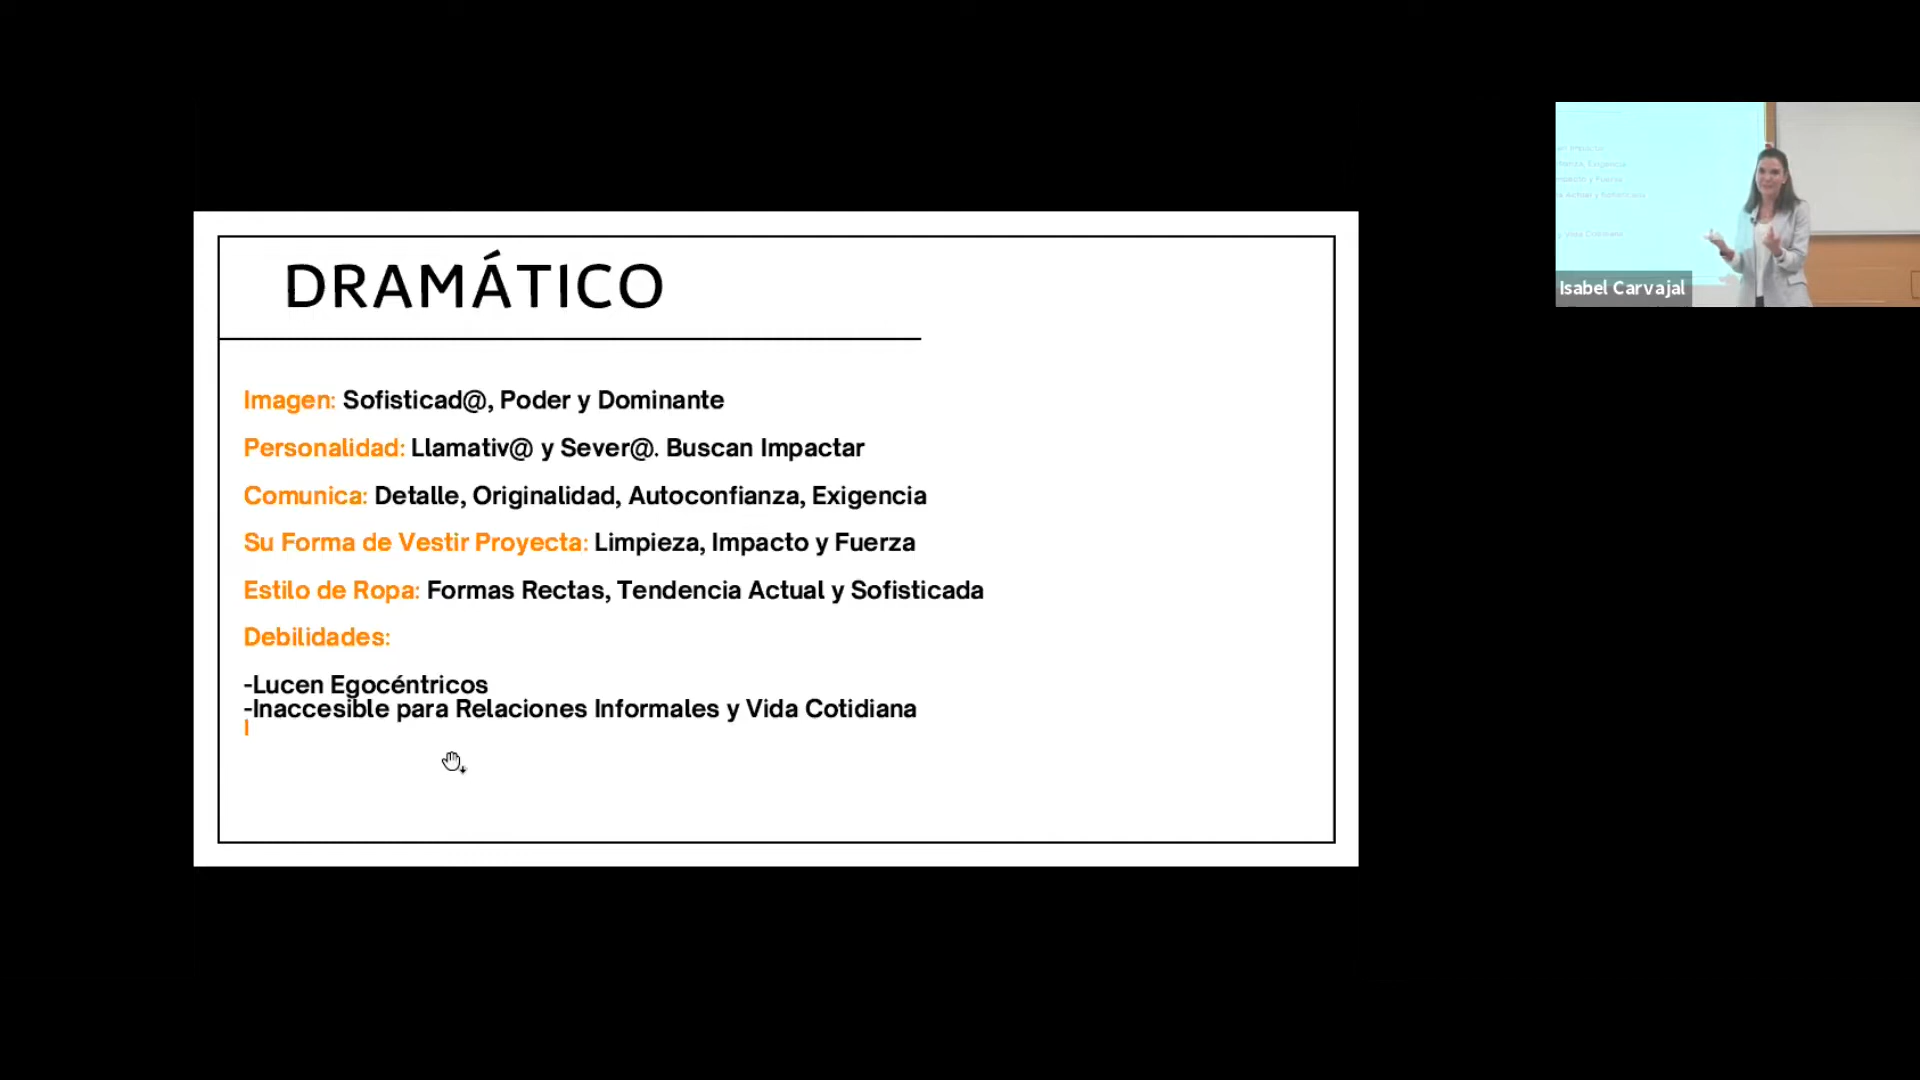 DRAMÁTICO
Imagen: Sofisticad@, Poder y Dominante
Personalidad: Llamativ@ y Sever@. Buscan Impactar
Comunica: Detalle, Originalidad, Autoconfianza, Exigencia
Su Forma de Vestir Proyecta: Limpieza, Impacto y Fuerza
Estilo de Ropa: Formas Rectas, Tendencia Actual y Sofisticada
Debilidades:
-Lucen Egocéntricos
-Inaccesible para Relaciones Informales y Vida Cotidiana
Isabel Carvajal